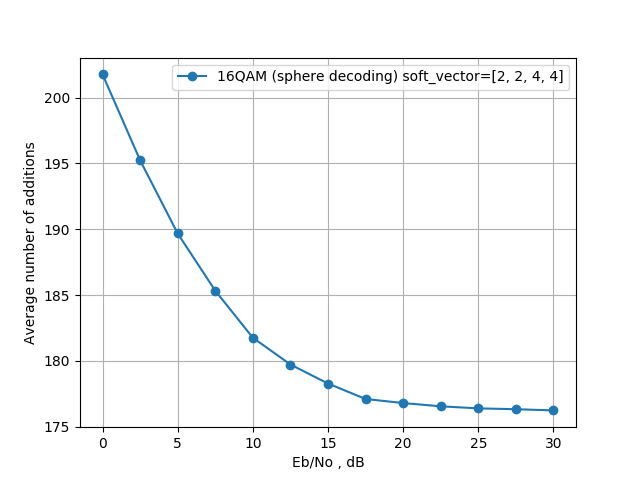 16QAM (sphere decoding) soft_vector=[2, 2, 4, 4]
Average number of additions
200
195
190
185
180
175
0 5 10 15 20 25 30
Eb/No , dB